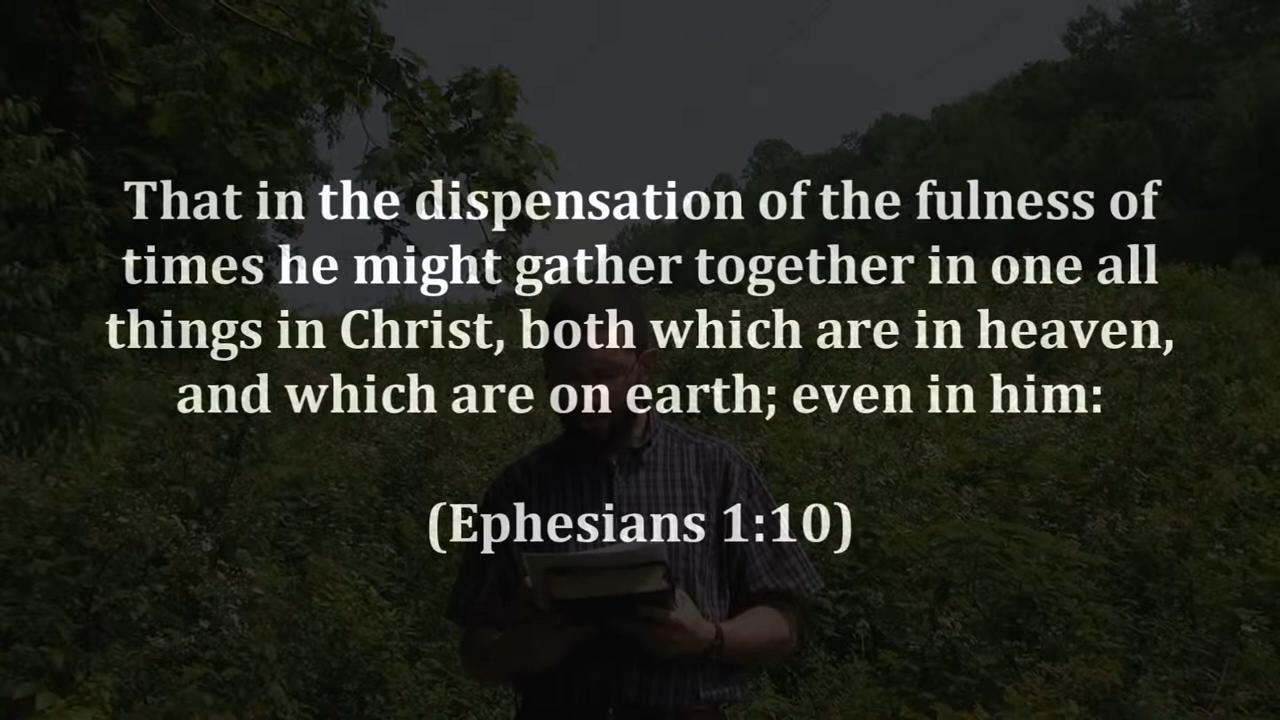 That in the dispensation of the fulness of
times he might gather together in one all
things in Christ, both which are in heaven,
and which are on earth; even in him:
(Ephesians 1:10)